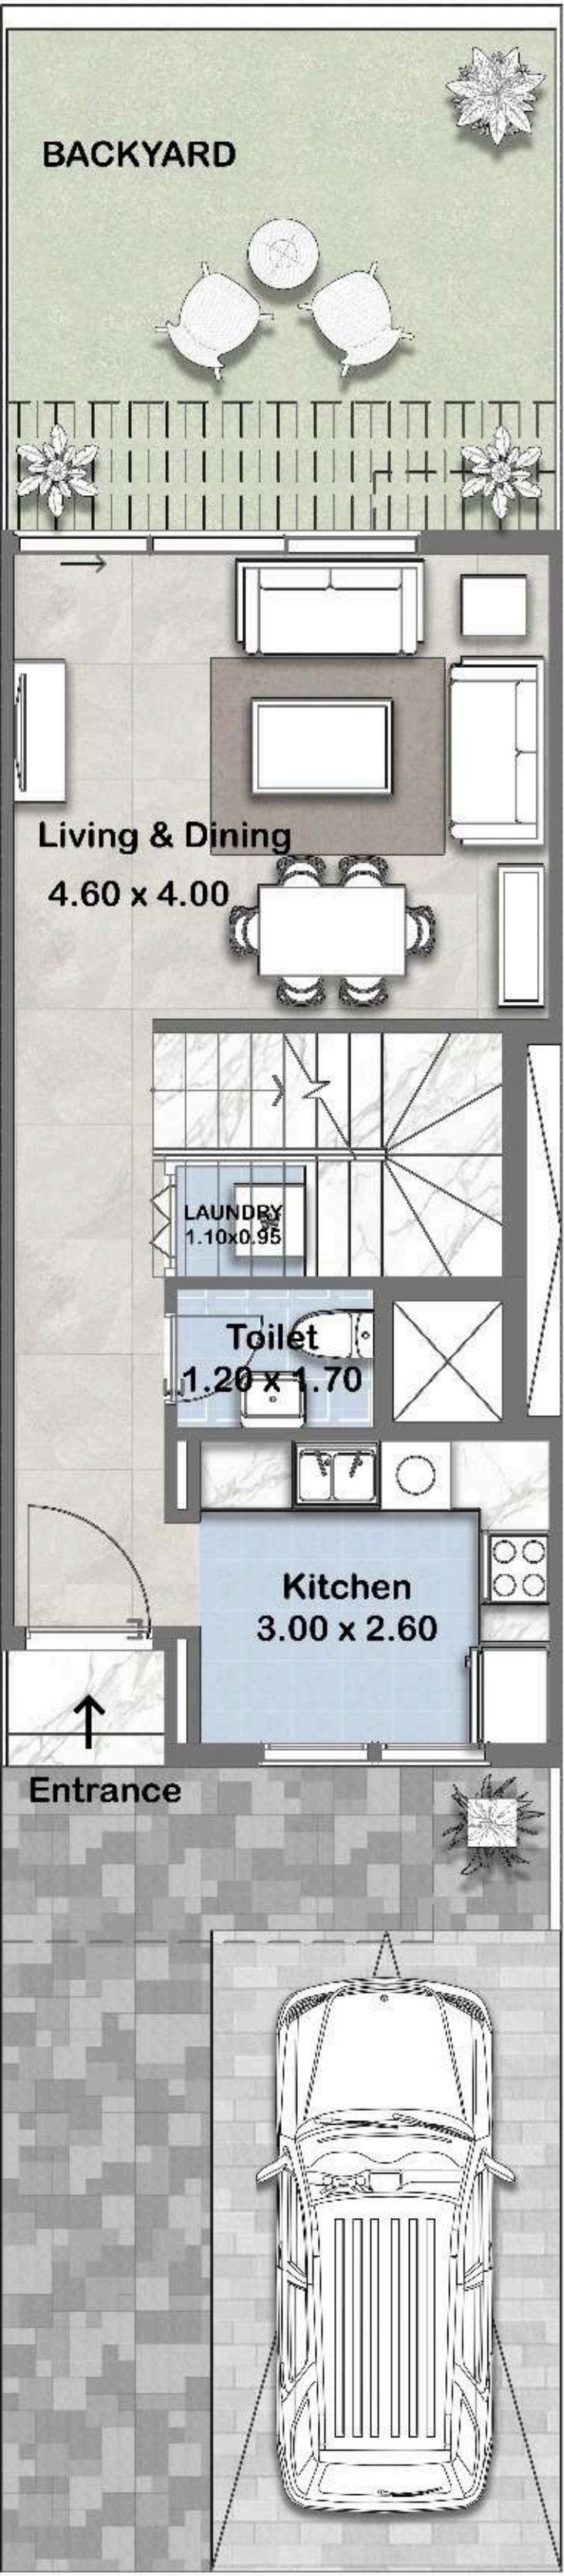 BACKYARD
Living & Dining
4.60 x 4.00
LAUNDRY
1.10x0.95
Toilet
1.20 x 1.70
Kitchen
3.00 x 2.60
Entrance